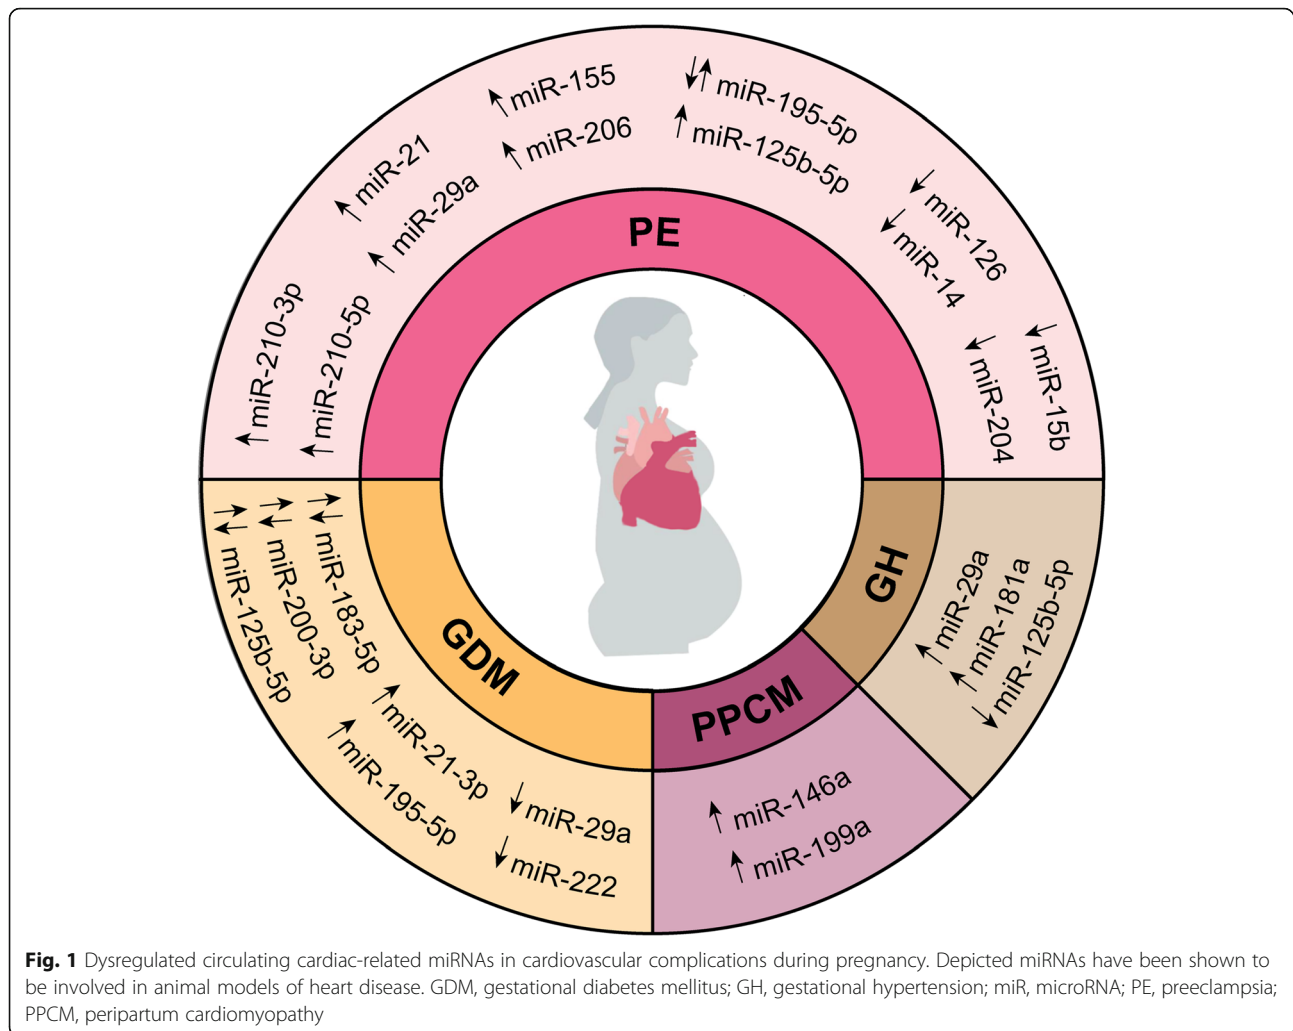 ↑miR-155
↑miR-206
↓↑miR-195-5p
↑miR-125b-5p
↑miR-21
↑miR-29a
↓miR-126
↓miR-14
↑miR-210-3p
↑miR-210-5p
↓miR-15b
↓miR-204
PE
GH
↑miR-29a
↑miR-181a
↓miR-125b-5p
PPCM
↑miR-146a
↑miR-199a
GDM
→← miR-125b-5p
→← miR-200-3p
→← miR-183-5p
↑miR-21-3p
↑miR-195-5p
↓miR-29a
↓miR-222
Fig. 1 Dysregulated circulating cardiac-related miRNAs in cardiovascular complications during pregnancy. Depicted miRNAs have been shown to
be involved in animal models of heart disease. GDM, gestational diabetes mellitus; GH, gestational hypertension; miR, microRNA; PE, preeclampsia;
PPCM, peripartum cardiomyopathy